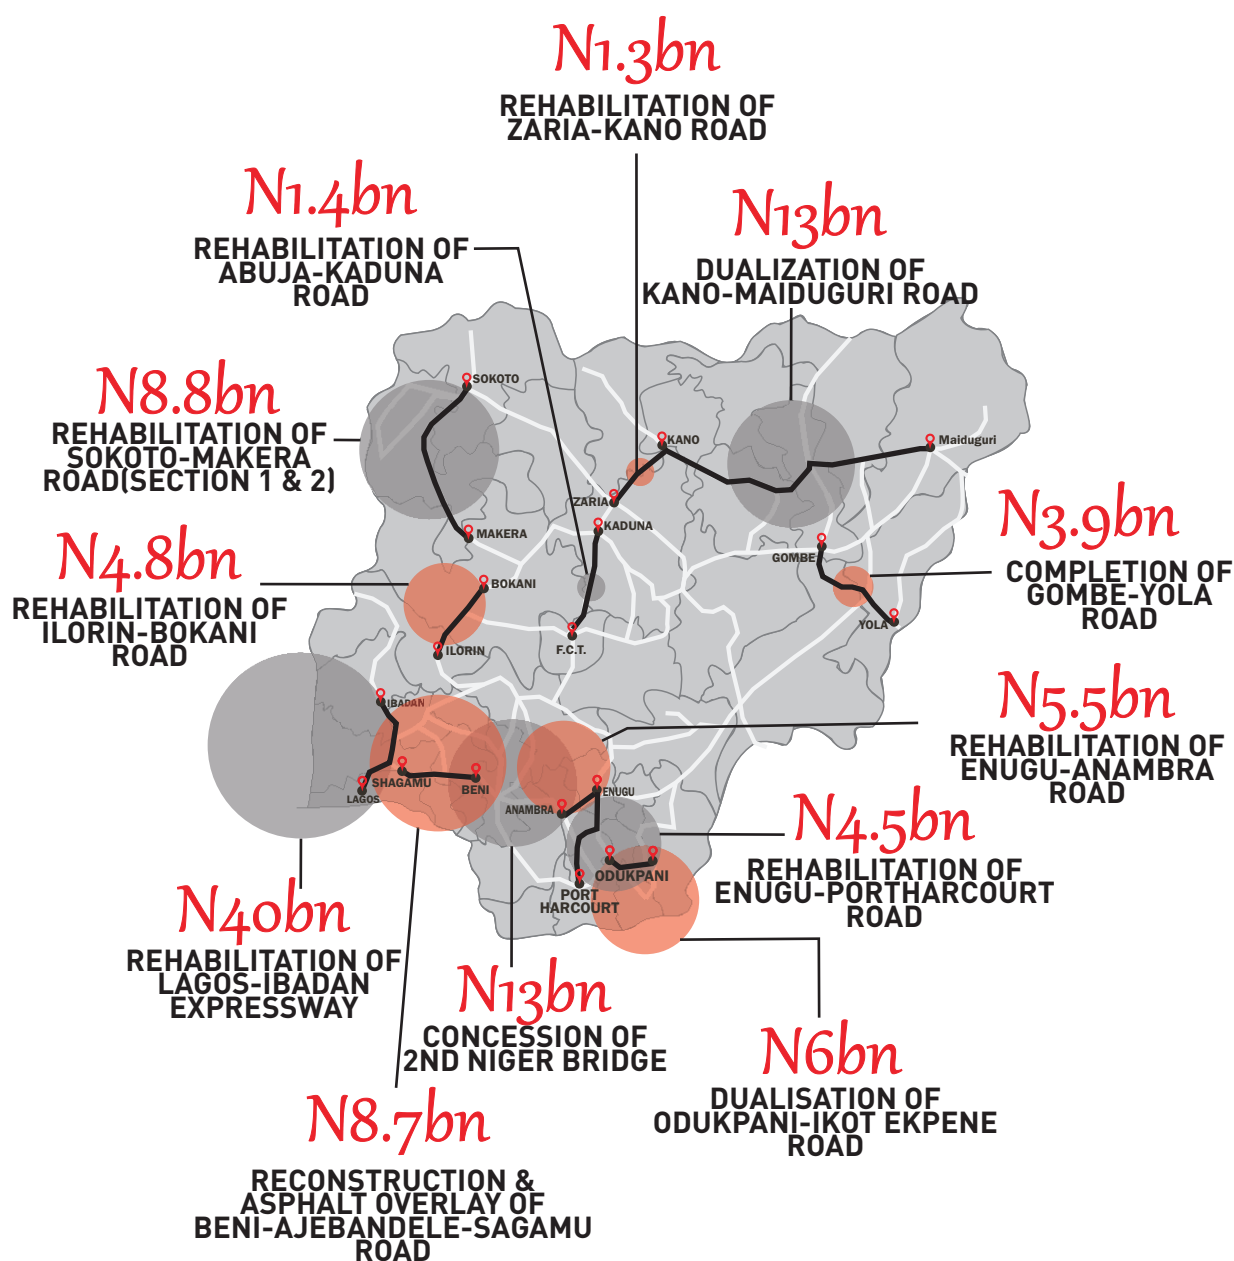 N1.3bn
REHABILITATION OF
ZARIA-KANO ROAD
N1.4bn
REHABILITATION OF
ABUJA-KADUNA
ROAD
N13bn
DUALIZATION OF
KANO-MAIDUGURI ROAD
N8.8bn
REHABILITATION OF
SOKOTO-MAKERA
ROAD(SECTION 1 & 2)
SOKOTO
KANO
Maiduguri
ZARIA
KADUNA
MAKERA
GOMBE
N3.9bn
COMPLETION OF
GOMBE-YOLA
ROAD
N4.8bn
REHABILITATION OF
ILORIN-BOKANI
ROAD
BOKANI
YOLA
ILORIN
F.C.T.
IBADAN
N5.5bn
REHABILITATION OF
ENUGU-ANAMBRA
ROAD
SHAGAMU
BENI
LAGOS
ENUGU
ANAMBRA
N4.5bn
REHABILITATION OF
ENUGU-PORTHARCOURT
ROAD
ODUKPANI
PORT
HARCOURT
N40bn
REHABILITATION OF
LAGOS-IBADAN
EXPRESSWAY
N13bn
CONCESSION OF
2ND NIGER BRIDGE
N6bn
DUALISATION OF
ODUKPANI-IKOT EKPENE
ROAD
N8.7bn
RECONSTRUCTION &
ASPHALT OVERLAY OF
BENI-AJEBANDELE-SAGAMU
ROAD